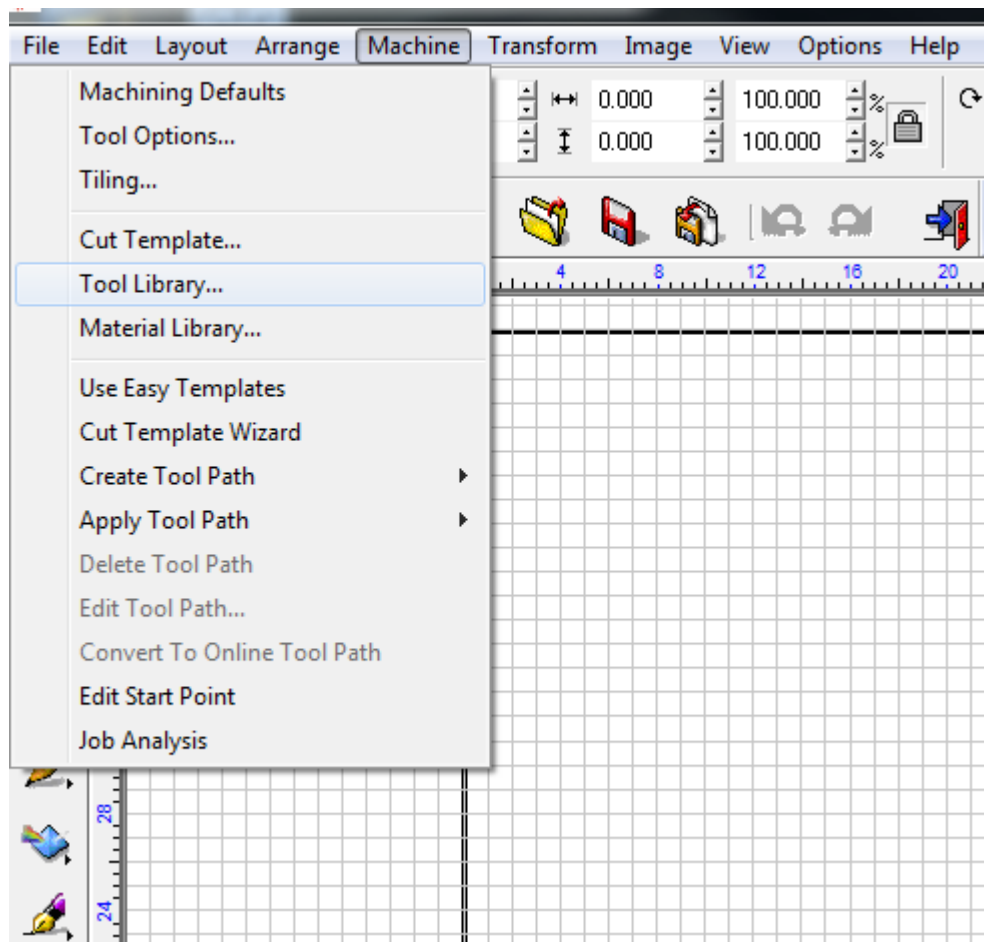 File Edit Layout Arrange Machine Transform Image View Options Help
Machining Defaults
0.000 100.000 %
Tool Options...
0.000 100.000 %
Tiling...
Cut Template...
Tool Library...
4 8 12 16 20
Material Library...
Use Easy Templates
Cut Template Wizard
Create Tool Path
Apply Tool Path
Delete Tool Path
Edit Tool Path...
Convert To Online Tool Path
Edit Start Point
Job Analysis
28
24